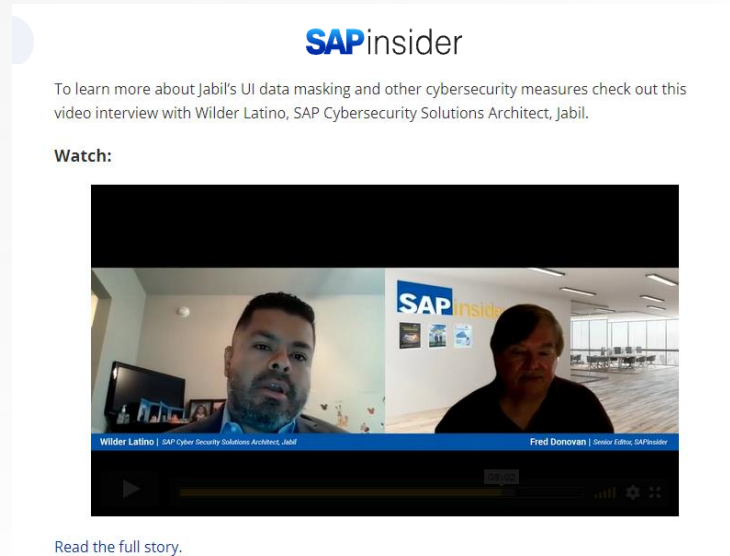 SAPinsider
To learn more about Jabil's UI data masking and other cybersecurity measures check out this
video interview with Wilder Latino, SAP Cybersecurity Solutions Architect, Jabil.
Watch:
SAPinside
Wilder Latino | SAP Cyber Security Solutions Architect, Jabil
Fred Donovan | Senior Editor, SAPinsider
Read the full story.